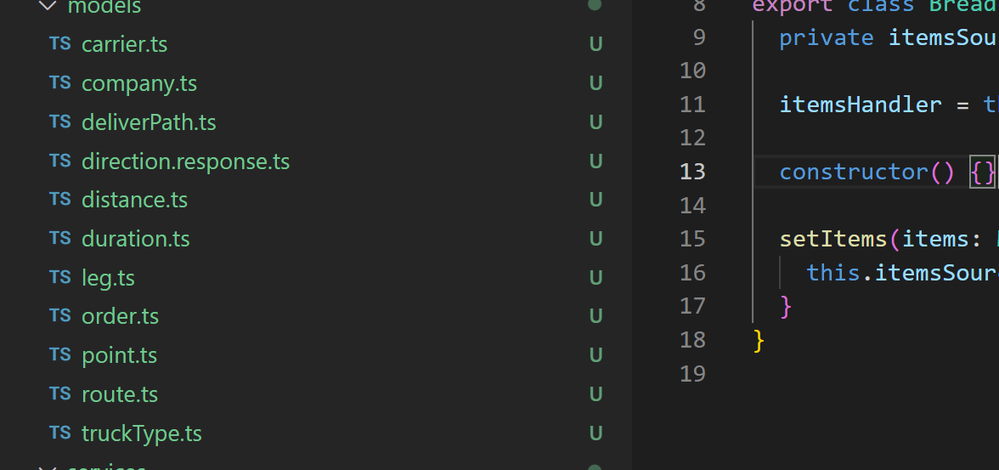 models
TS carrier.ts U
TS company.ts U
TS deliverPath.ts U
TS direction.response.ts U
TS distance.ts U
TS duration.ts U
TS leg.ts U
TS order.ts U
TS point.ts U
TS route.ts U
TS truckType.ts U
services
8 export class Bread
9 private itemsSou
10
11 itemsHandler = t
12
13 constructor() {}
14
15 setItems(items:
16 this.itemsSour
17 }
18 }
19